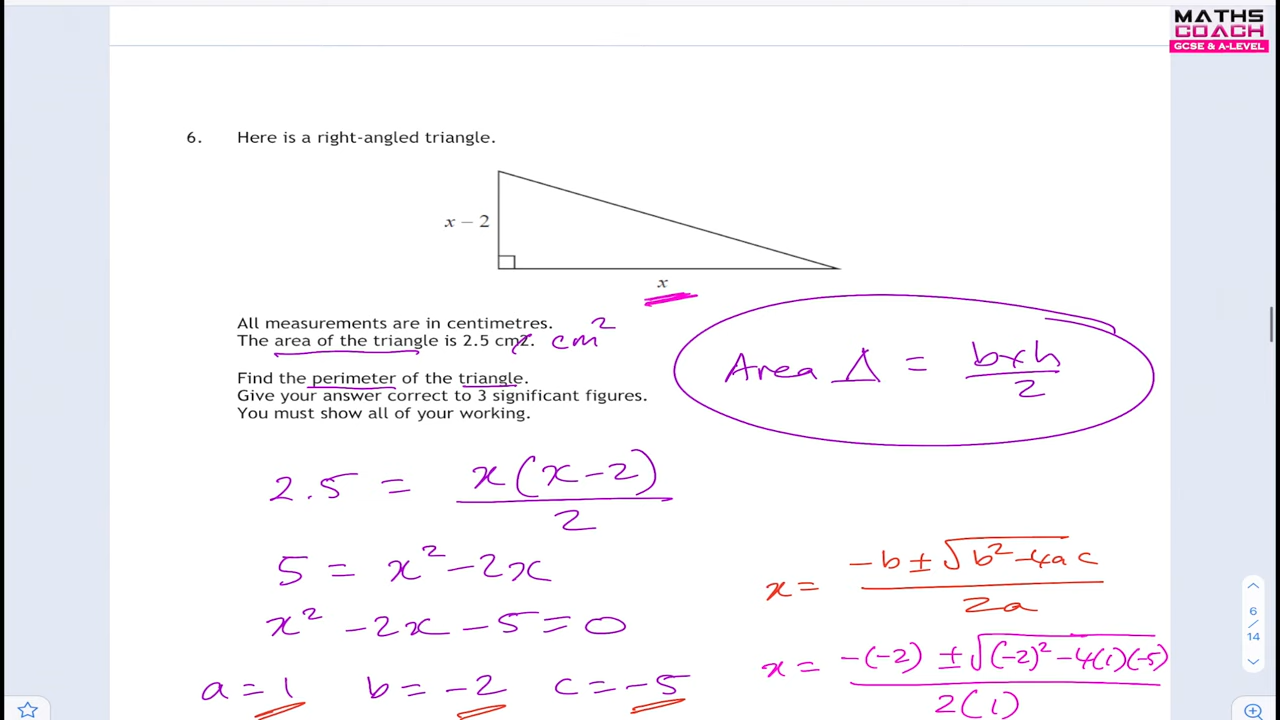 MATHS
COACH
GCSE & A-LEVEL
6. Here is a right-angled triangle.
x – 2
x
All measurements are in centimetres.
The area of the triangle is 2.5 cm2. cm²
Find the perimeter of the triangle.
Give your answer correct to 3 significant figures.
You must show all of your working.
Area △ = b×h / 2
2.5 = x(x-2) / 2
5 = x² - 2x
x² - 2x - 5 = 0
a = 1 b = -2 c = -5
x = -b ± √b² - 4ac / 2a
x = -(-2) ± √(-2)² - 4(1)(-5) / 2(1)
6
/
14